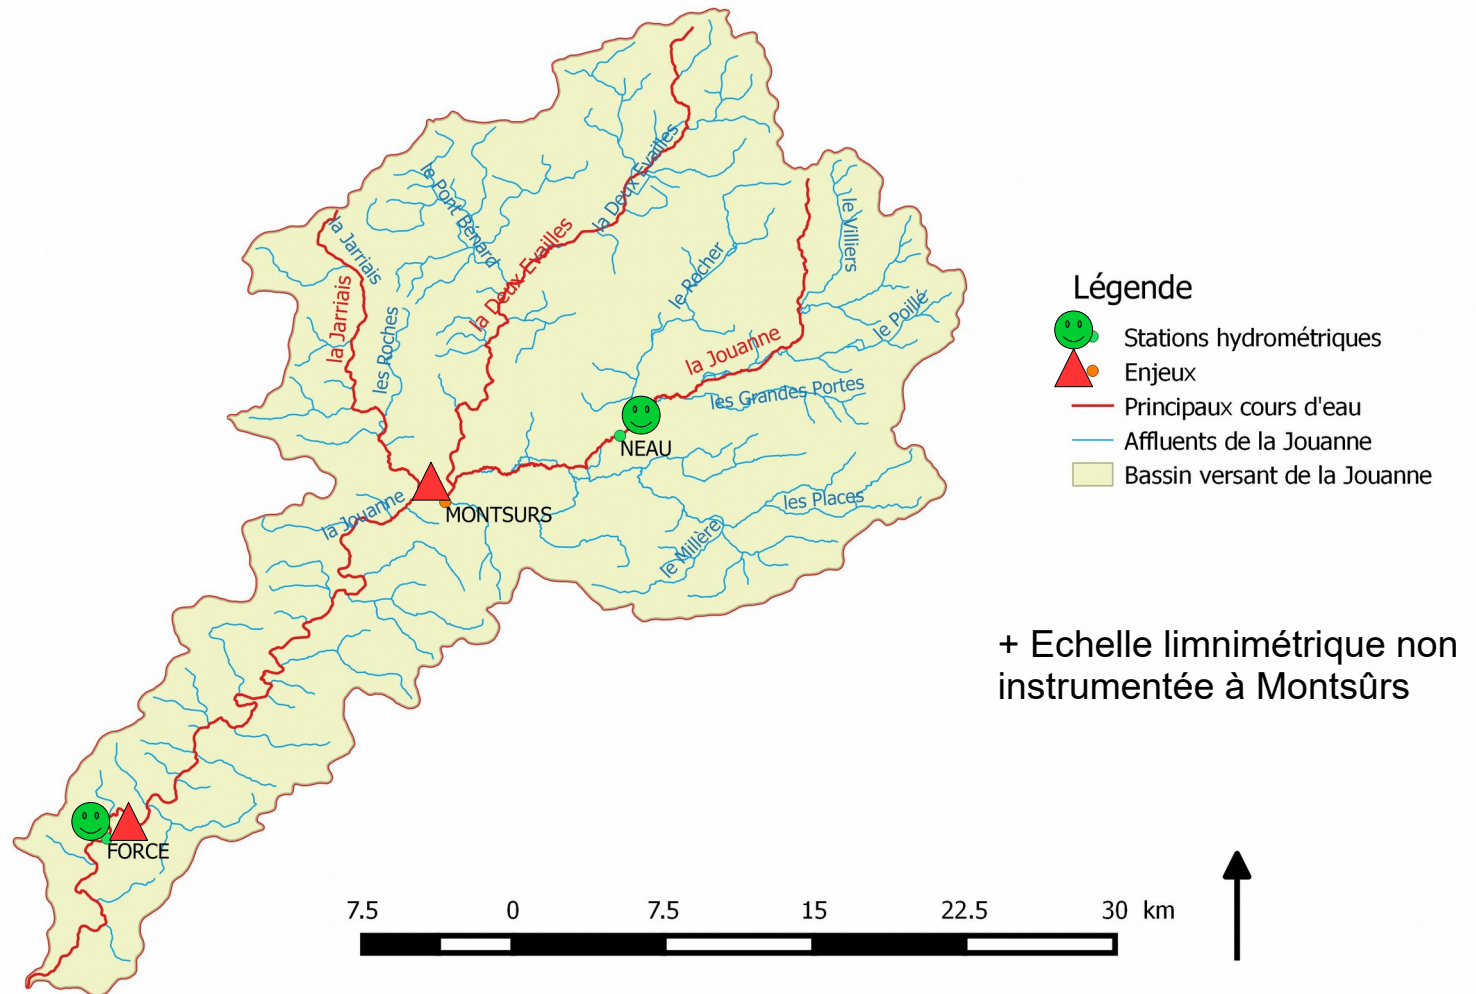 la Deux Evailles
le Pont Bénard
le Villiers
la Jarriais
la Deux Evailles
le Rocher
la Jarriais
les Roches
le Poillé
la Jouanne
les Grandes Portes
NEAU
la Jouanne
MONTSURS
les Places
le Millère
FORCE
Légende
Stations hydrométriques
Enjeux
Principaux cours d'eau
Affluents de la Jouanne
Bassin versant de la Jouanne
+ Echelle limnimétrique non
instrumentée à Montsûrs
7.5 0 7.5 15 22.5 30 km